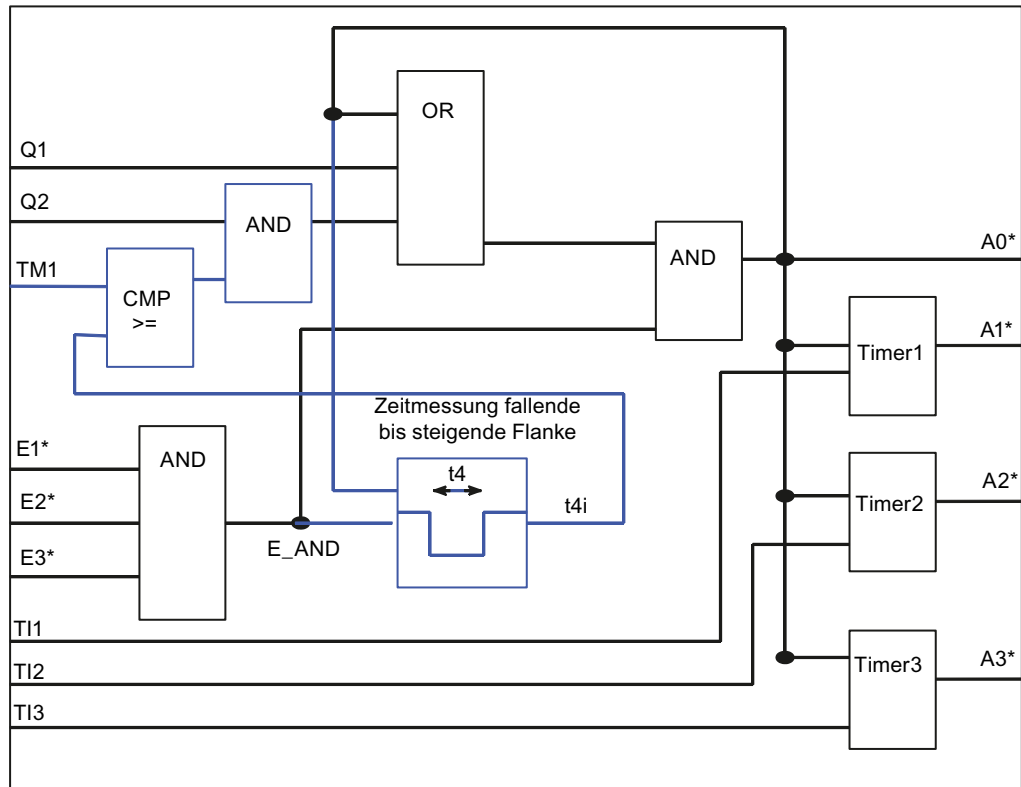 OR
Q1
Q2
AND
TM1
CMP
>=
AND
A0*
Timer1
A1*
Zeitmessung fallende
bis steigende Flanke
E1*
AND
t4
E2*
t4i
E_AND
E3*
Timer2
A2*
TI1
TI2
TI3
Timer3
A3*